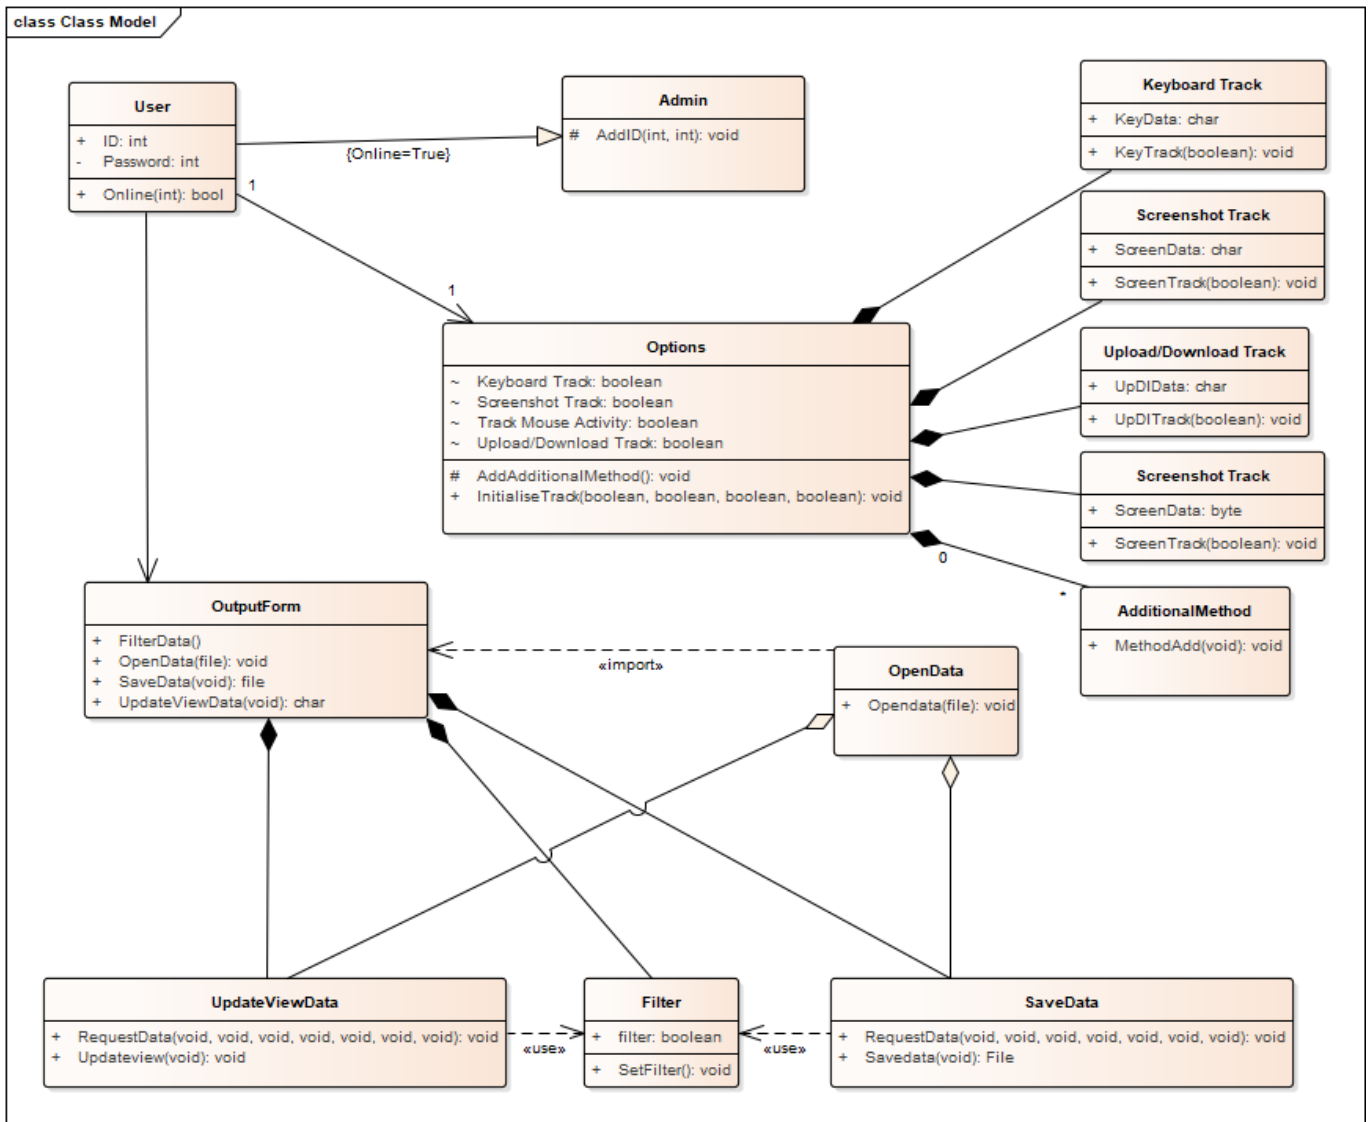 class Class Model
User
+ ID: int
- Password: int
+ Online(int): bool
Admin
# AddID(int, int): void
{Online=True}
1
1
Keyboard Track
+ KeyData: char
+ KeyTrack(boolean): void
Screenshot Track
+ ScreenData: char
+ ScreenTrack(boolean): void
Options
~ Keyboard Track: boolean
~ Screenshot Track: boolean
~ Track Mouse Activity: boolean
~ Upload/Download Track: boolean
# AddAdditionalMethod(): void
+ InitialiseTrack(boolean, boolean, boolean, boolean): void
Upload/Download Track
+ UpDlData: char
+ UpDlTrack(boolean): void
Screenshot Track
+ ScreenData: byte
+ ScreenTrack(boolean): void
0
*
AdditionalMethod
+ MethodAdd(void): void
OutputForm
+ FilterData()
+ OpenData(file): void
+ SaveData(void): file
+ UpdateViewData(void): char
«import»
OpenData
+ Opendata(file): void
UpdateViewData
+ RequestData(void, void, void, void, void, void, void): void
+ Updateview(void): void
«use»
Filter
+ filter: boolean
+ SetFilter(): void
«use»
SaveData
+ RequestData(void, void, void, void, void, void, void): void
+ Savedata(void): File